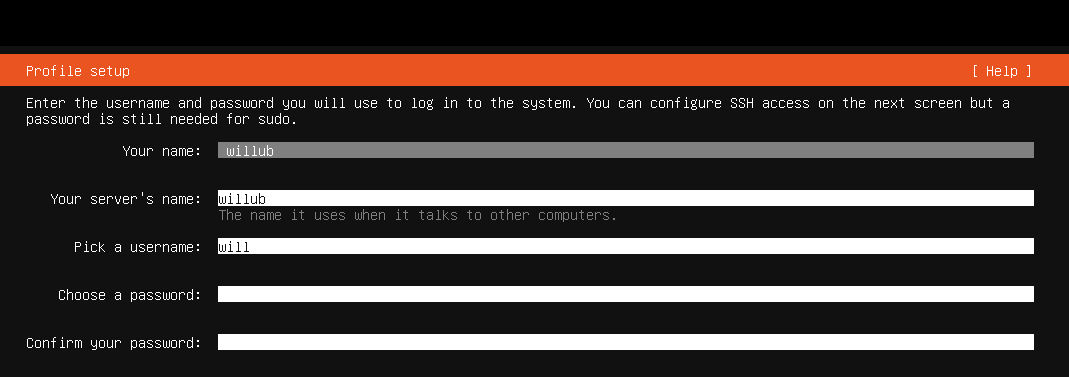 Profile setup [ Help ]
Enter the username and password you will use to log in to the system. You can configure SSH access on the next screen but a
password is still needed for sudo.
Your name: willub
Your server's name: willub
The name it uses when it talks to other computers.
Pick a username: will
Choose a password:
Confirm your password: